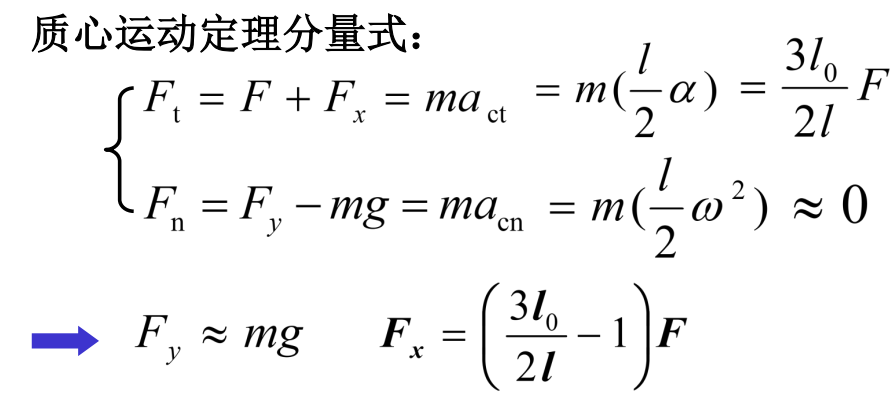 质心运动定理分量式：
F_t = F + F_x = ma_ct = m(l/2 α) = 3l_0/2l F
F_n = F_y − mg = ma_cn = m(l/2 ω²) ≈ 0
F_y ≈ mg F_x = (3l_0/2l − 1)F